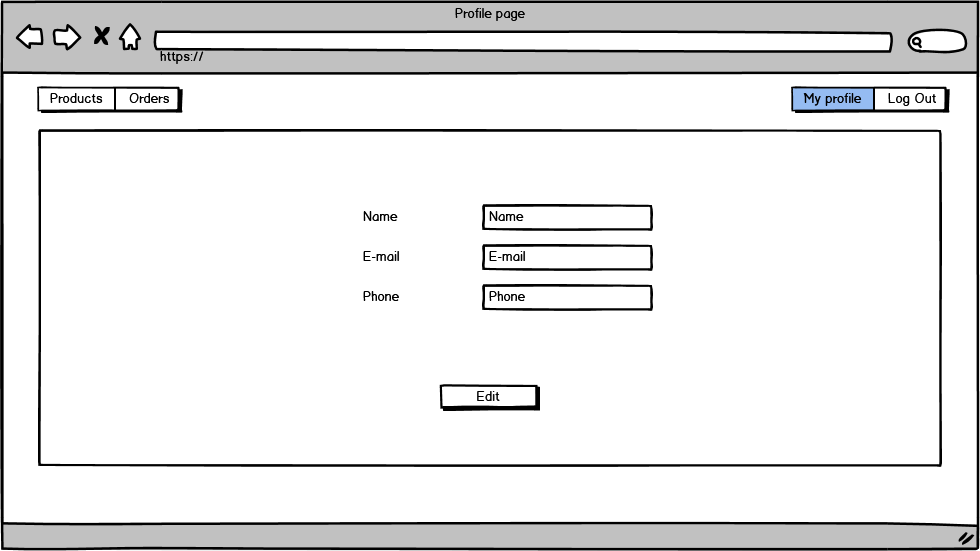 Profile page
https://
Products Orders My profile Log Out
Name Name
E-mail E-mail
Phone Phone
Edit